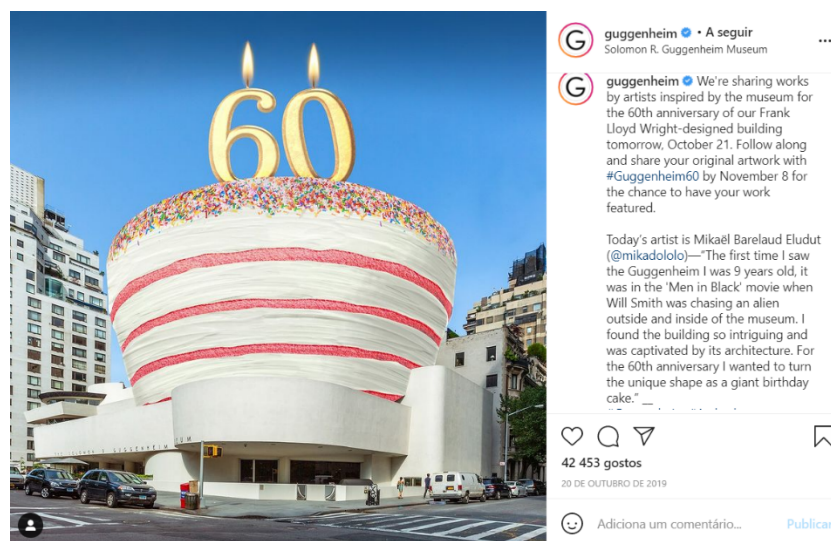 60
guggenheim • A seguir
Solomon R. Guggenheim Museum
guggenheim We're sharing works
by artists inspired by the museum for
the 60th anniversary of our Frank
Lloyd Wright-designed building
tomorrow, October 21. Follow along
and share your original artwork with
#Guggenheim60 by November 8 for
the chance to have your work
featured.
Today's artist is Mikaël Barelaud Eludut
(@mikadololo)—"The first time I saw
the Guggenheim I was 9 years old, it
was in the 'Men in Black' movie when
Will Smith was chasing an alien
outside and inside of the museum. I
found the building so intriguing and
was captivated by its architecture. For
the 60th anniversary I wanted to turn
the unique shape as a giant birthday
cake." __
GUGGENHEIM MUSEUM
42 453 gostos
20 DE OUTUBRO DE 2019
Adiciona um comentário...
Publicar